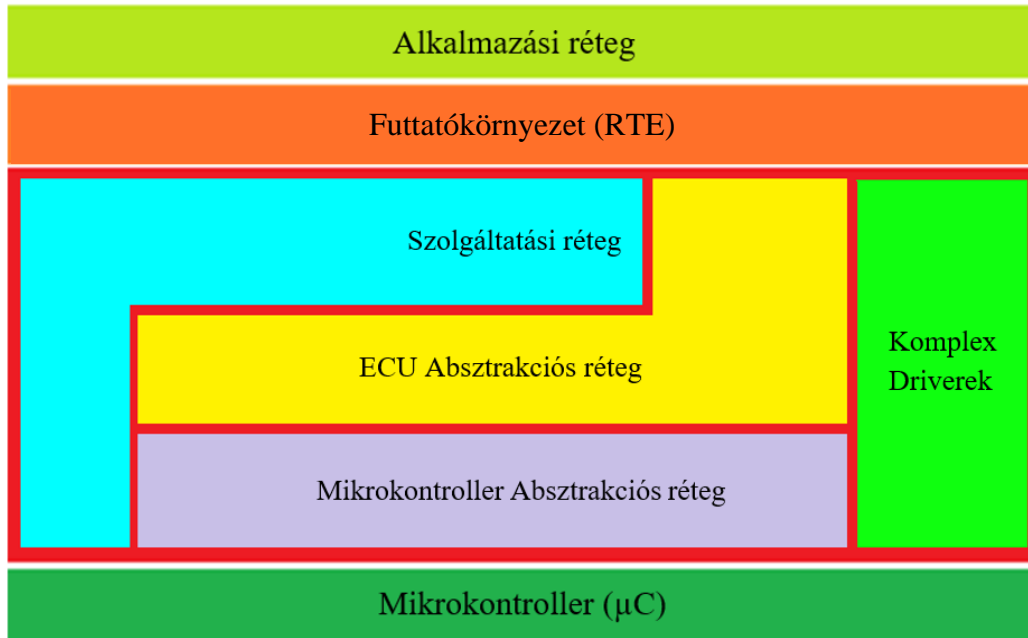 Alkalmazási réteg
Futtatókörnyezet (RTE)
Szolgáltatási réteg
ECU Absztrakciós réteg
Komplex
Driverek
Mikrokontroller Absztrakciós réteg
Mikrokontroller (µC)